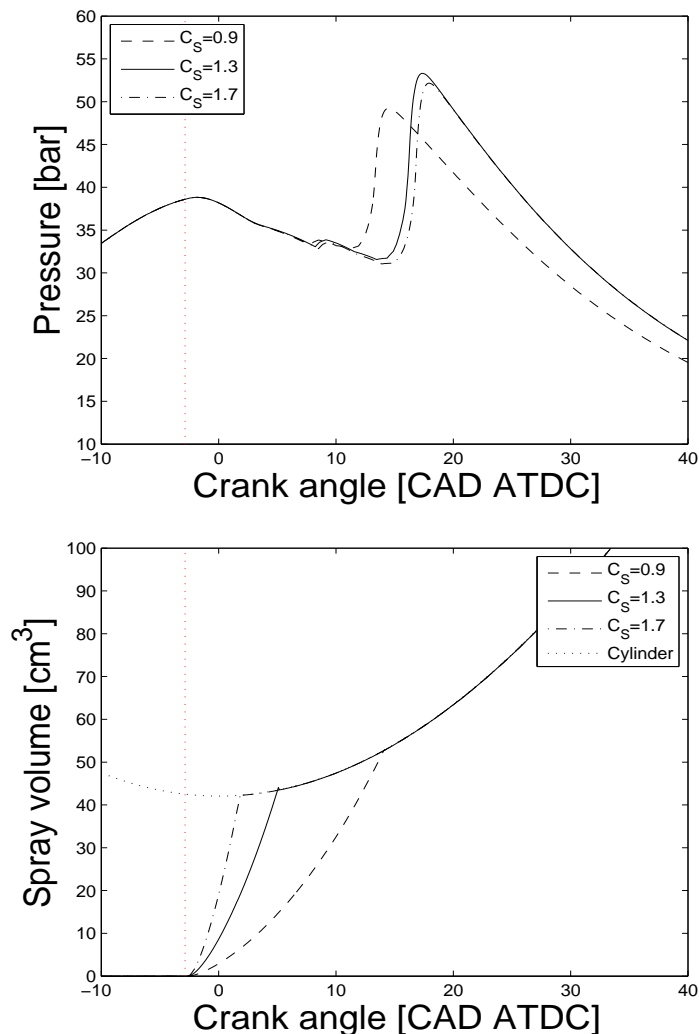 60
55
50
45
40
35
30
25
20
15
10
Pressure [bar]
C_S=0.9
C_S=1.3
C_S=1.7
−10 0 10 20 30 40
Crank angle [CAD ATDC]
100
90
80
70
60
50
40
30
20
10
0
Spray volume [cm³]
C_S=0.9
C_S=1.3
C_S=1.7
Cylinder
−10 0 10 20 30 40
Crank angle [CAD ATDC]